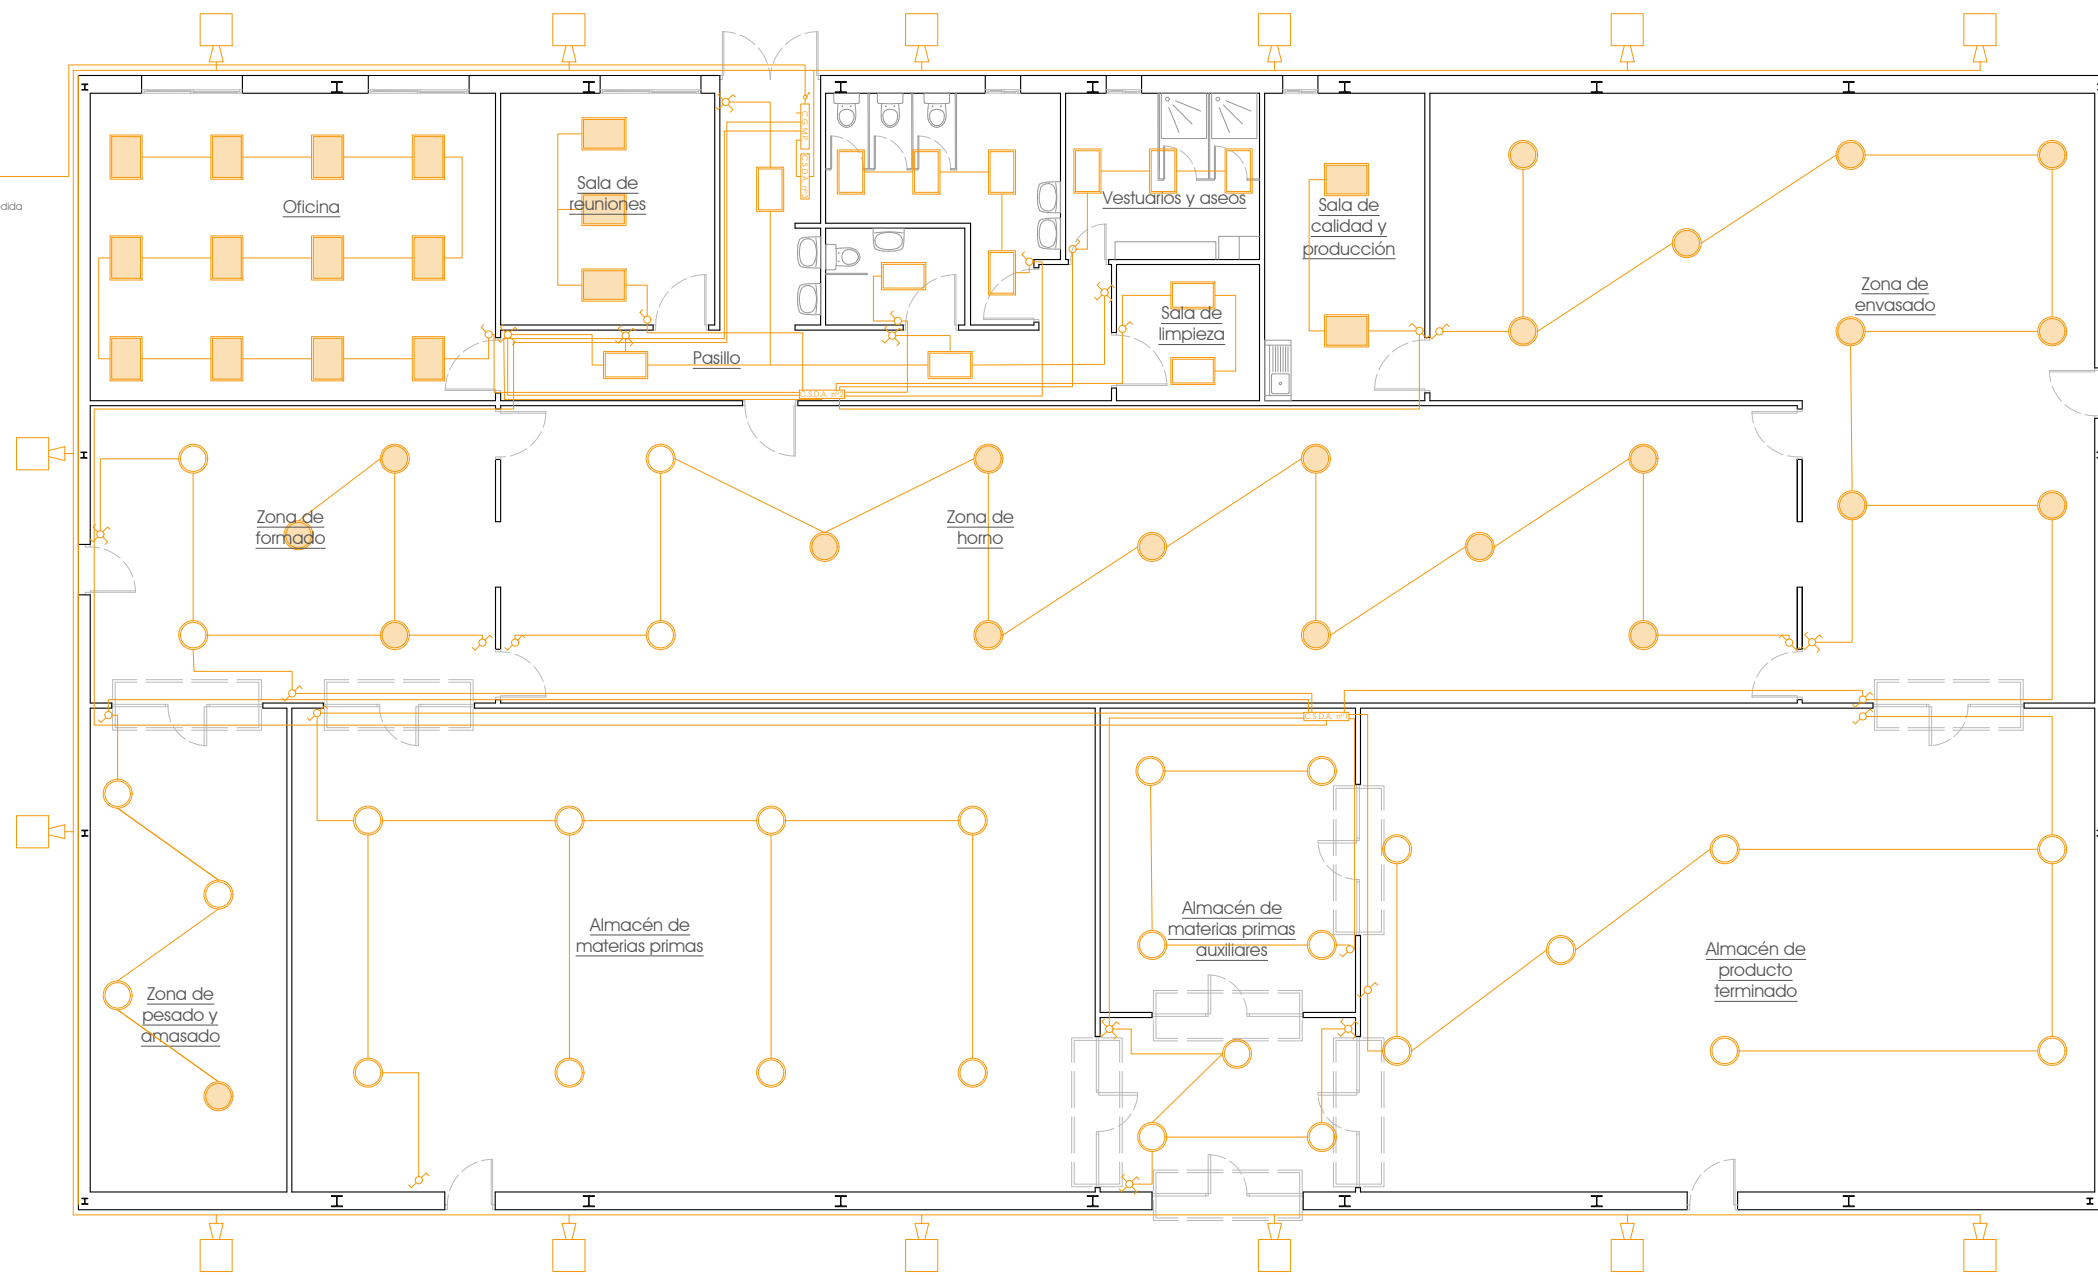 dida
Oficina
Sala de
reuniones
C.G.M.P.
Vestuarios y aseos
Sala de
calidad y
producción
Zona de
envasado
Sala de
limpieza
Pasillo
Zona de
formado
Zona de
horno
Almacén de
materias primas
Almacén de
materias primas
auxiliares
Almacén de
producto
terminado
Zona de
pesado y
amasado